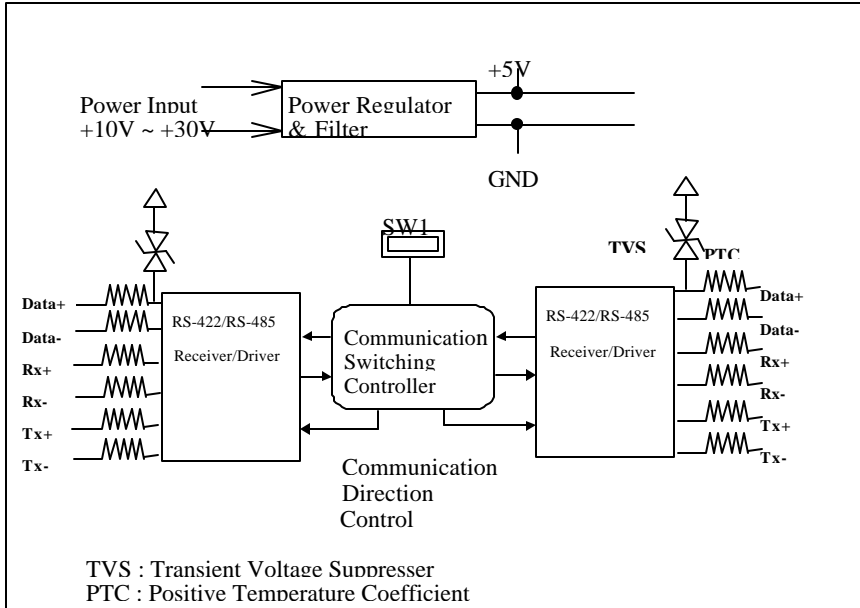 +5V
Power Input
+10V ~ +30V
Power Regulator
& Filter
GND
SW1
TVS
PTC
Data+
Data-
Rx+
Rx-
Tx+
Tx-
RS-422/RS-485
Receiver/Driver
Communication
Switching
Controller
RS-422/RS-485
Receiver/Driver
Data+
Data-
Rx+
Rx-
Tx+
Tx-
Communication
Direction
Control
TVS : Transient Voltage Suppresser
PTC : Positive Temperature Coefficient